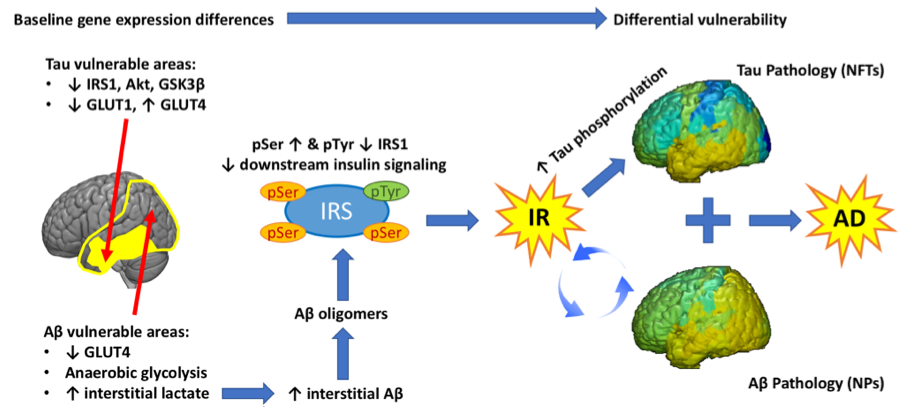 Baseline gene expression differences
Differential vulnerability
Tau vulnerable areas:
• ↓ IRS1, Akt, GSK3β
• ↓ GLUT1, ↑ GLUT4
pSer ↑ & pTyr ↓ IRS1
↓ downstream insulin signaling
pSer
pTyr
IRS
pSer
pSer
Aβ oligomers
↑ interstitial Aβ
Aβ vulnerable areas:
• ↓ GLUT4
• Anaerobic glycolysis
• ↑ interstitial lactate
IR
↑ Tau phosphorylation
Tau Pathology (NFTs)
AD
Aβ Pathology (NPs)